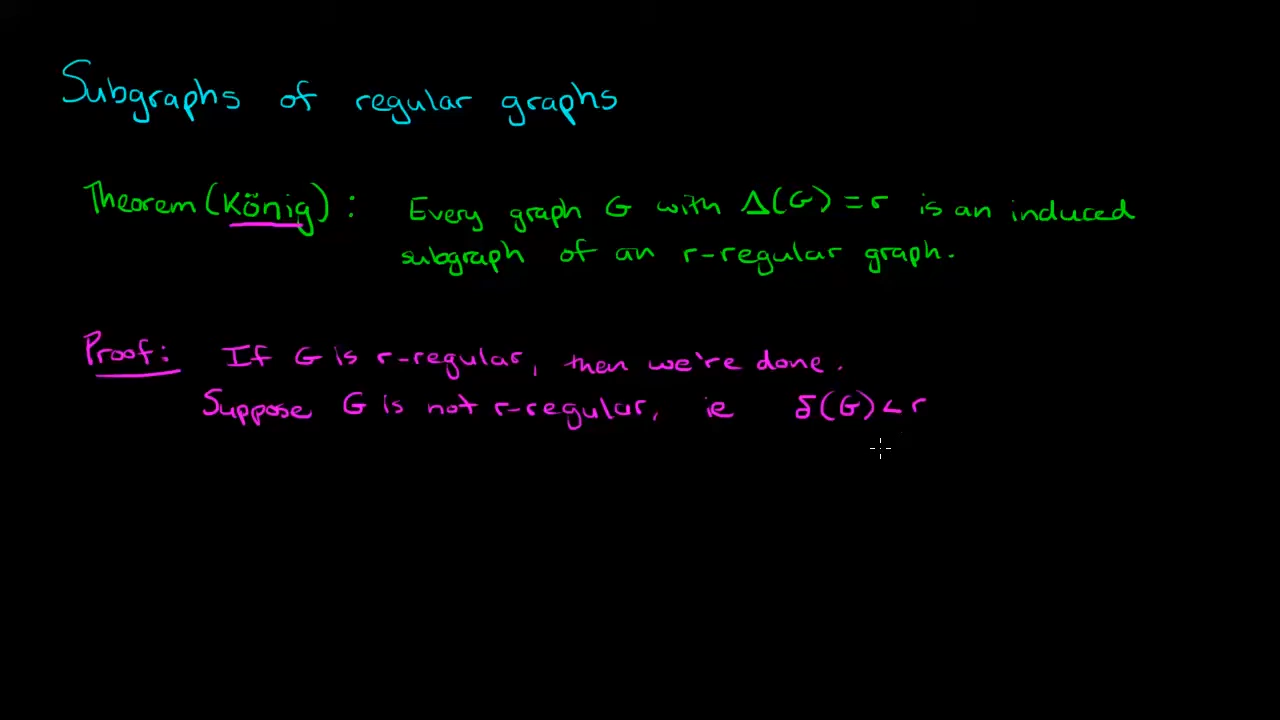 Subgraphs of regular graphs
Theorem (König): Every graph G with Δ(G) = r is an induced
subgraph of an r-regular graph.
Proof: If G is r-regular, then we're done.
Suppose G is not r-regular, ie δ(G) < r